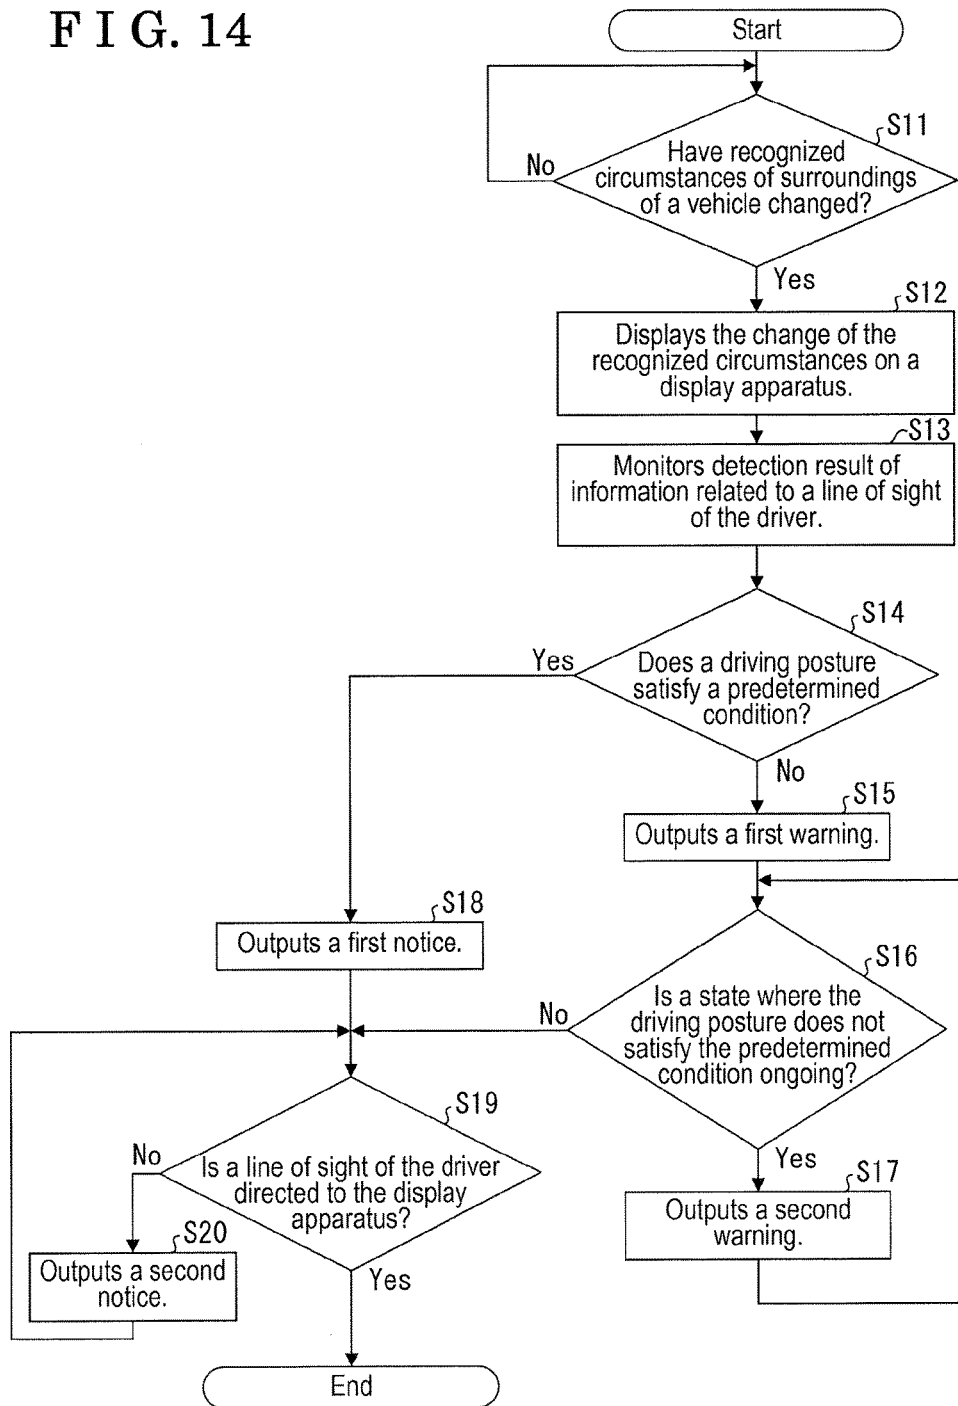 FIG. 14
Start
S11
Have recognized
circumstances of surroundings
of a vehicle changed?
No
Yes
S12
Displays the change of the
recognized circumstances on a
display apparatus.
S13
Monitors detection result of
information related to a line of sight
of the driver.
S14
Does a driving posture
satisfy a predetermined
condition?
Yes
No
S15
Outputs a first warning.
S18
Outputs a first notice.
S16
Is a state where the
driving posture does not
satisfy the predetermined
condition ongoing?
No
Yes
S17
Outputs a second
warning.
S19
Is a line of sight of the driver
directed to the display
apparatus?
No
Yes
S20
Outputs a second
notice.
End